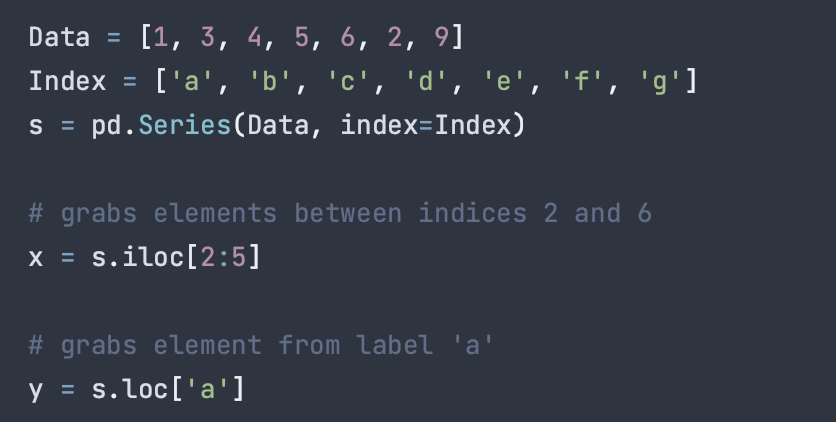 Data = [1, 3, 4, 5, 6, 2, 9]
Index = ['a', 'b', 'c', 'd', 'e', 'f', 'g']
s = pd.Series(Data, index=Index)
# grabs elements between indices 2 and 6
x = s.iloc[2:5]
# grabs element from label 'a'
y = s.loc['a']